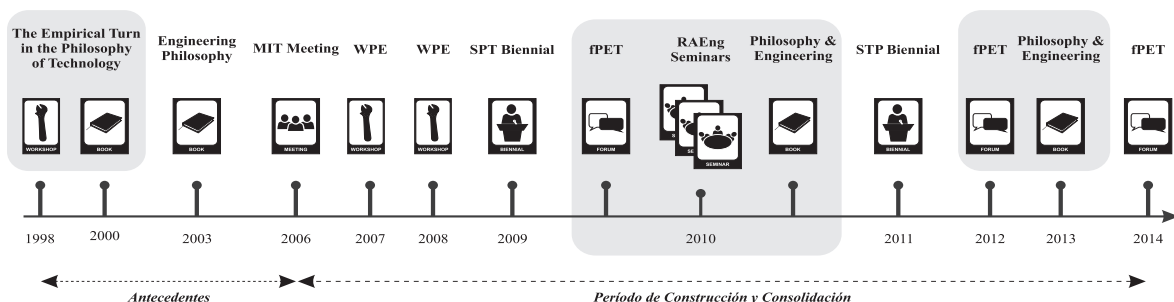 The Empirical Turn
in the Philosophy
of Technology
Engineering
Philosophy
MIT Meeting
WPE
WPE
SPT Biennial
fPET
RAEng
Seminars
Philosophy &
Engineering
STP Biennial
fPET
Philosophy &
Engineering
fPET
WORKSHOP
BOOK
BOOK
MEETING
WORKSHOP
WORKSHOP
BIENNIAL
FORUM
S
SE
SEMINAR
BOOK
BIENNIAL
FORUM
BOOK
FORUM
1998
2000
2003
2006
2007
2008
2009
2010
2011
2012
2013
2014
Antecedentes
Período de Construcción y Consolidación